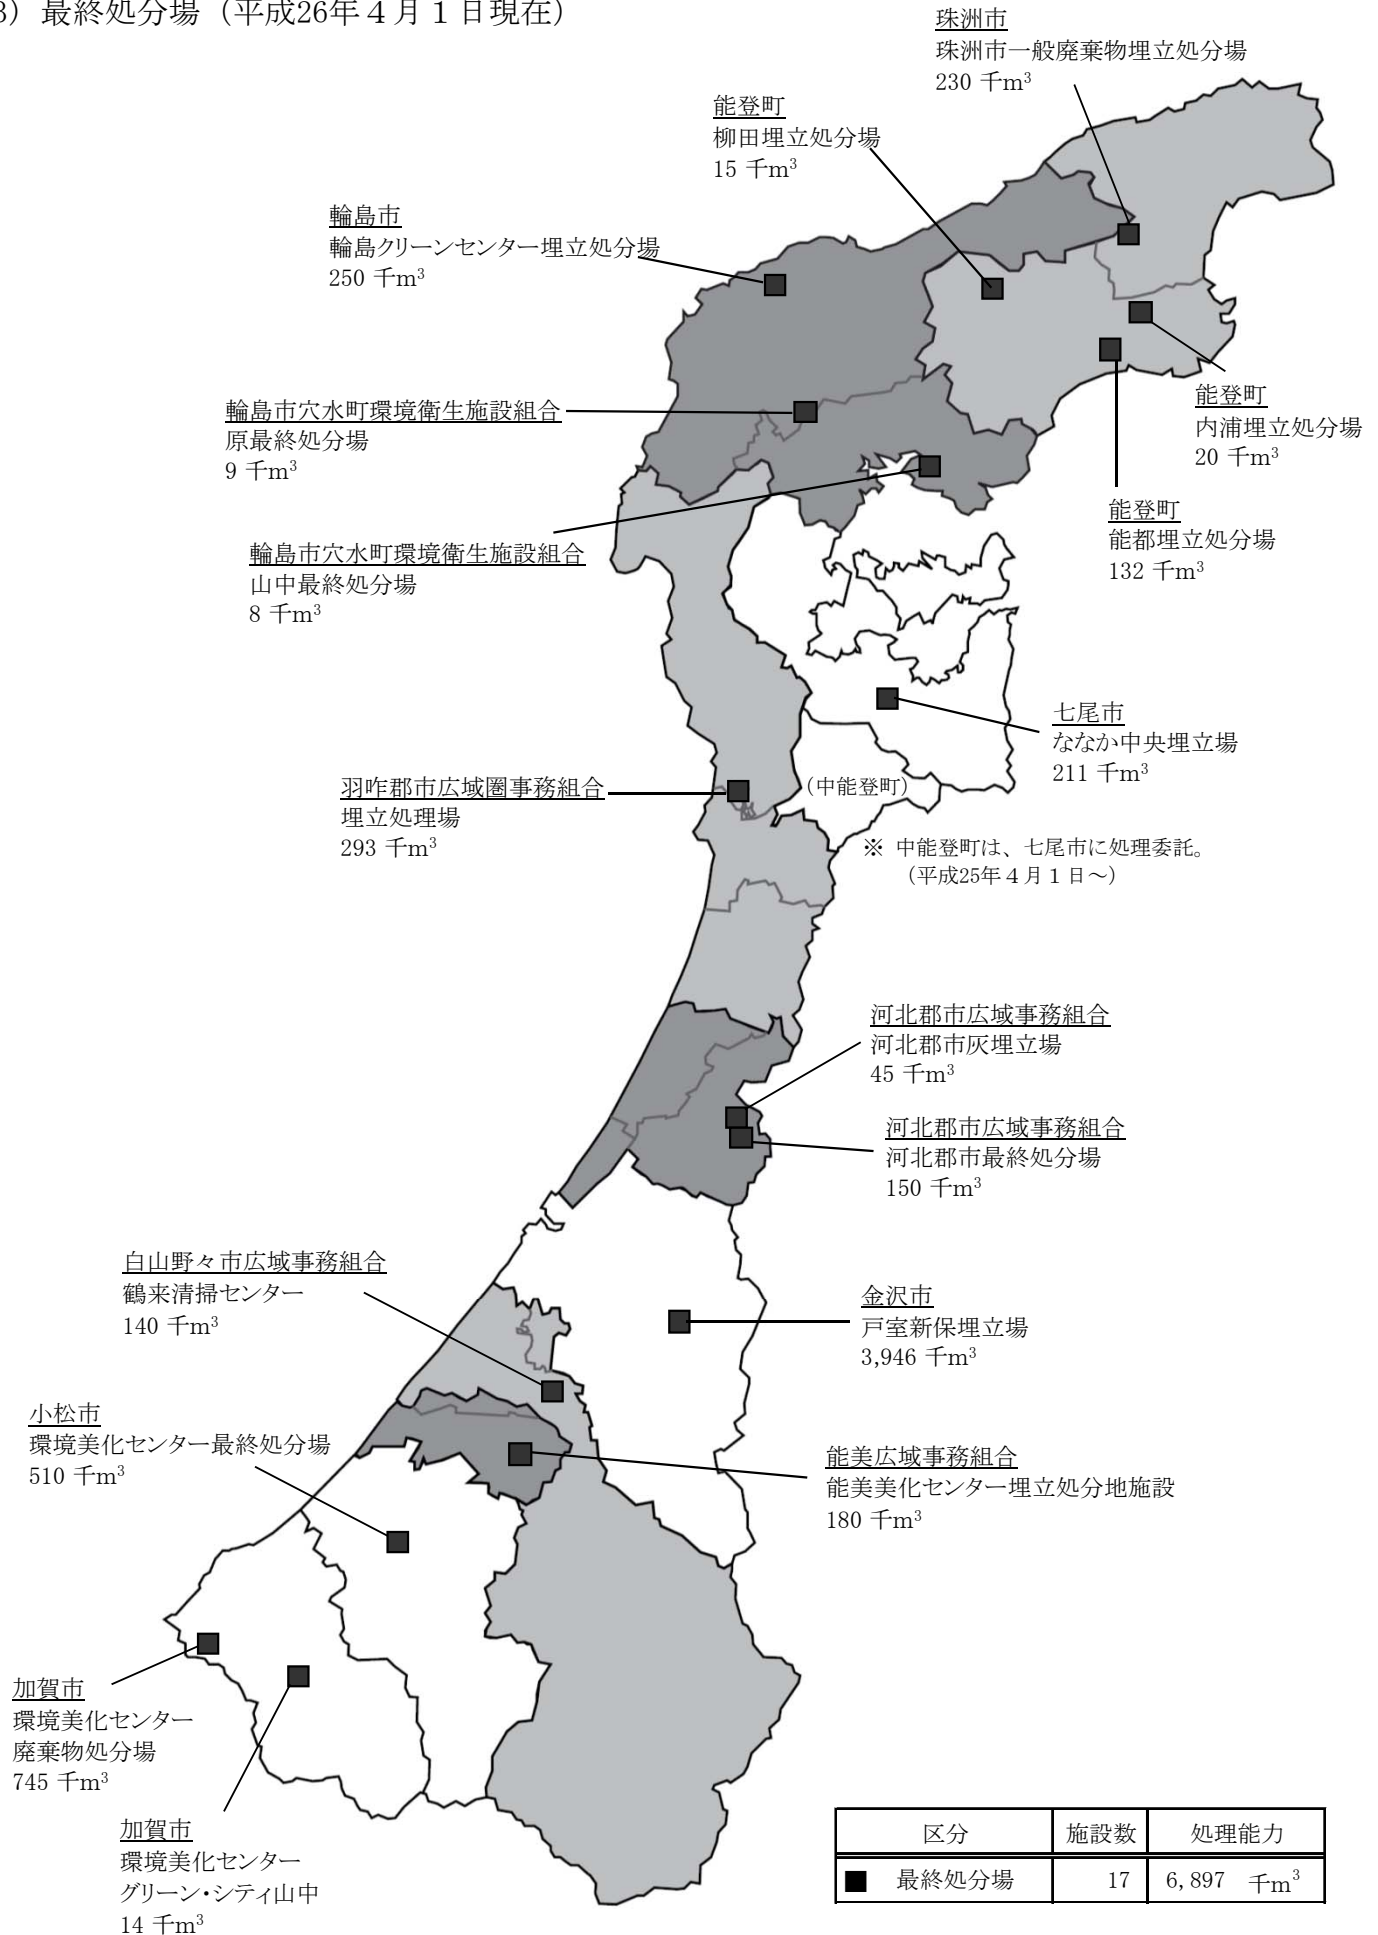 3）最終処分場（平成26年４月１日現在）
珠洲市
珠洲市一般廃棄物埋立処分場
230 千m³
能登町
柳田埋立処分場
15 千m³
輪島市
輪島クリーンセンター埋立処分場
250 千m³
輪島市穴水町環境衛生施設組合
原最終処分場
9 千m³
能登町
内浦埋立処分場
20 千m³
能登町
能都埋立処分場
132 千m³
輪島市穴水町環境衛生施設組合
山中最終処分場
8 千m³
七尾市
ななか中央埋立場
211 千m³
（中能登町）
羽咋郡市広域圏事務組合
埋立処理場
293 千m³
※ 中能登町は、七尾市に処理委託。
（平成25年４月１日～）
河北郡市広域事務組合
河北郡市灰埋立場
45 千m³
河北郡市広域事務組合
河北郡市最終処分場
150 千m³
白山野々市広域事務組合
鶴来清掃センター
140 千m³
金沢市
戸室新保埋立場
3,946 千m³
小松市
環境美化センター最終処分場
510 千m³
能美広域事務組合
能美美化センター埋立処分地施設
180 千m³
加賀市
環境美化センター
廃棄物処分場
745 千m³
加賀市
環境美化センター
グリーン・シティ山中
14 千m³
区分 施設数 処理能力
■ 最終処分場 17 6,897 千m³